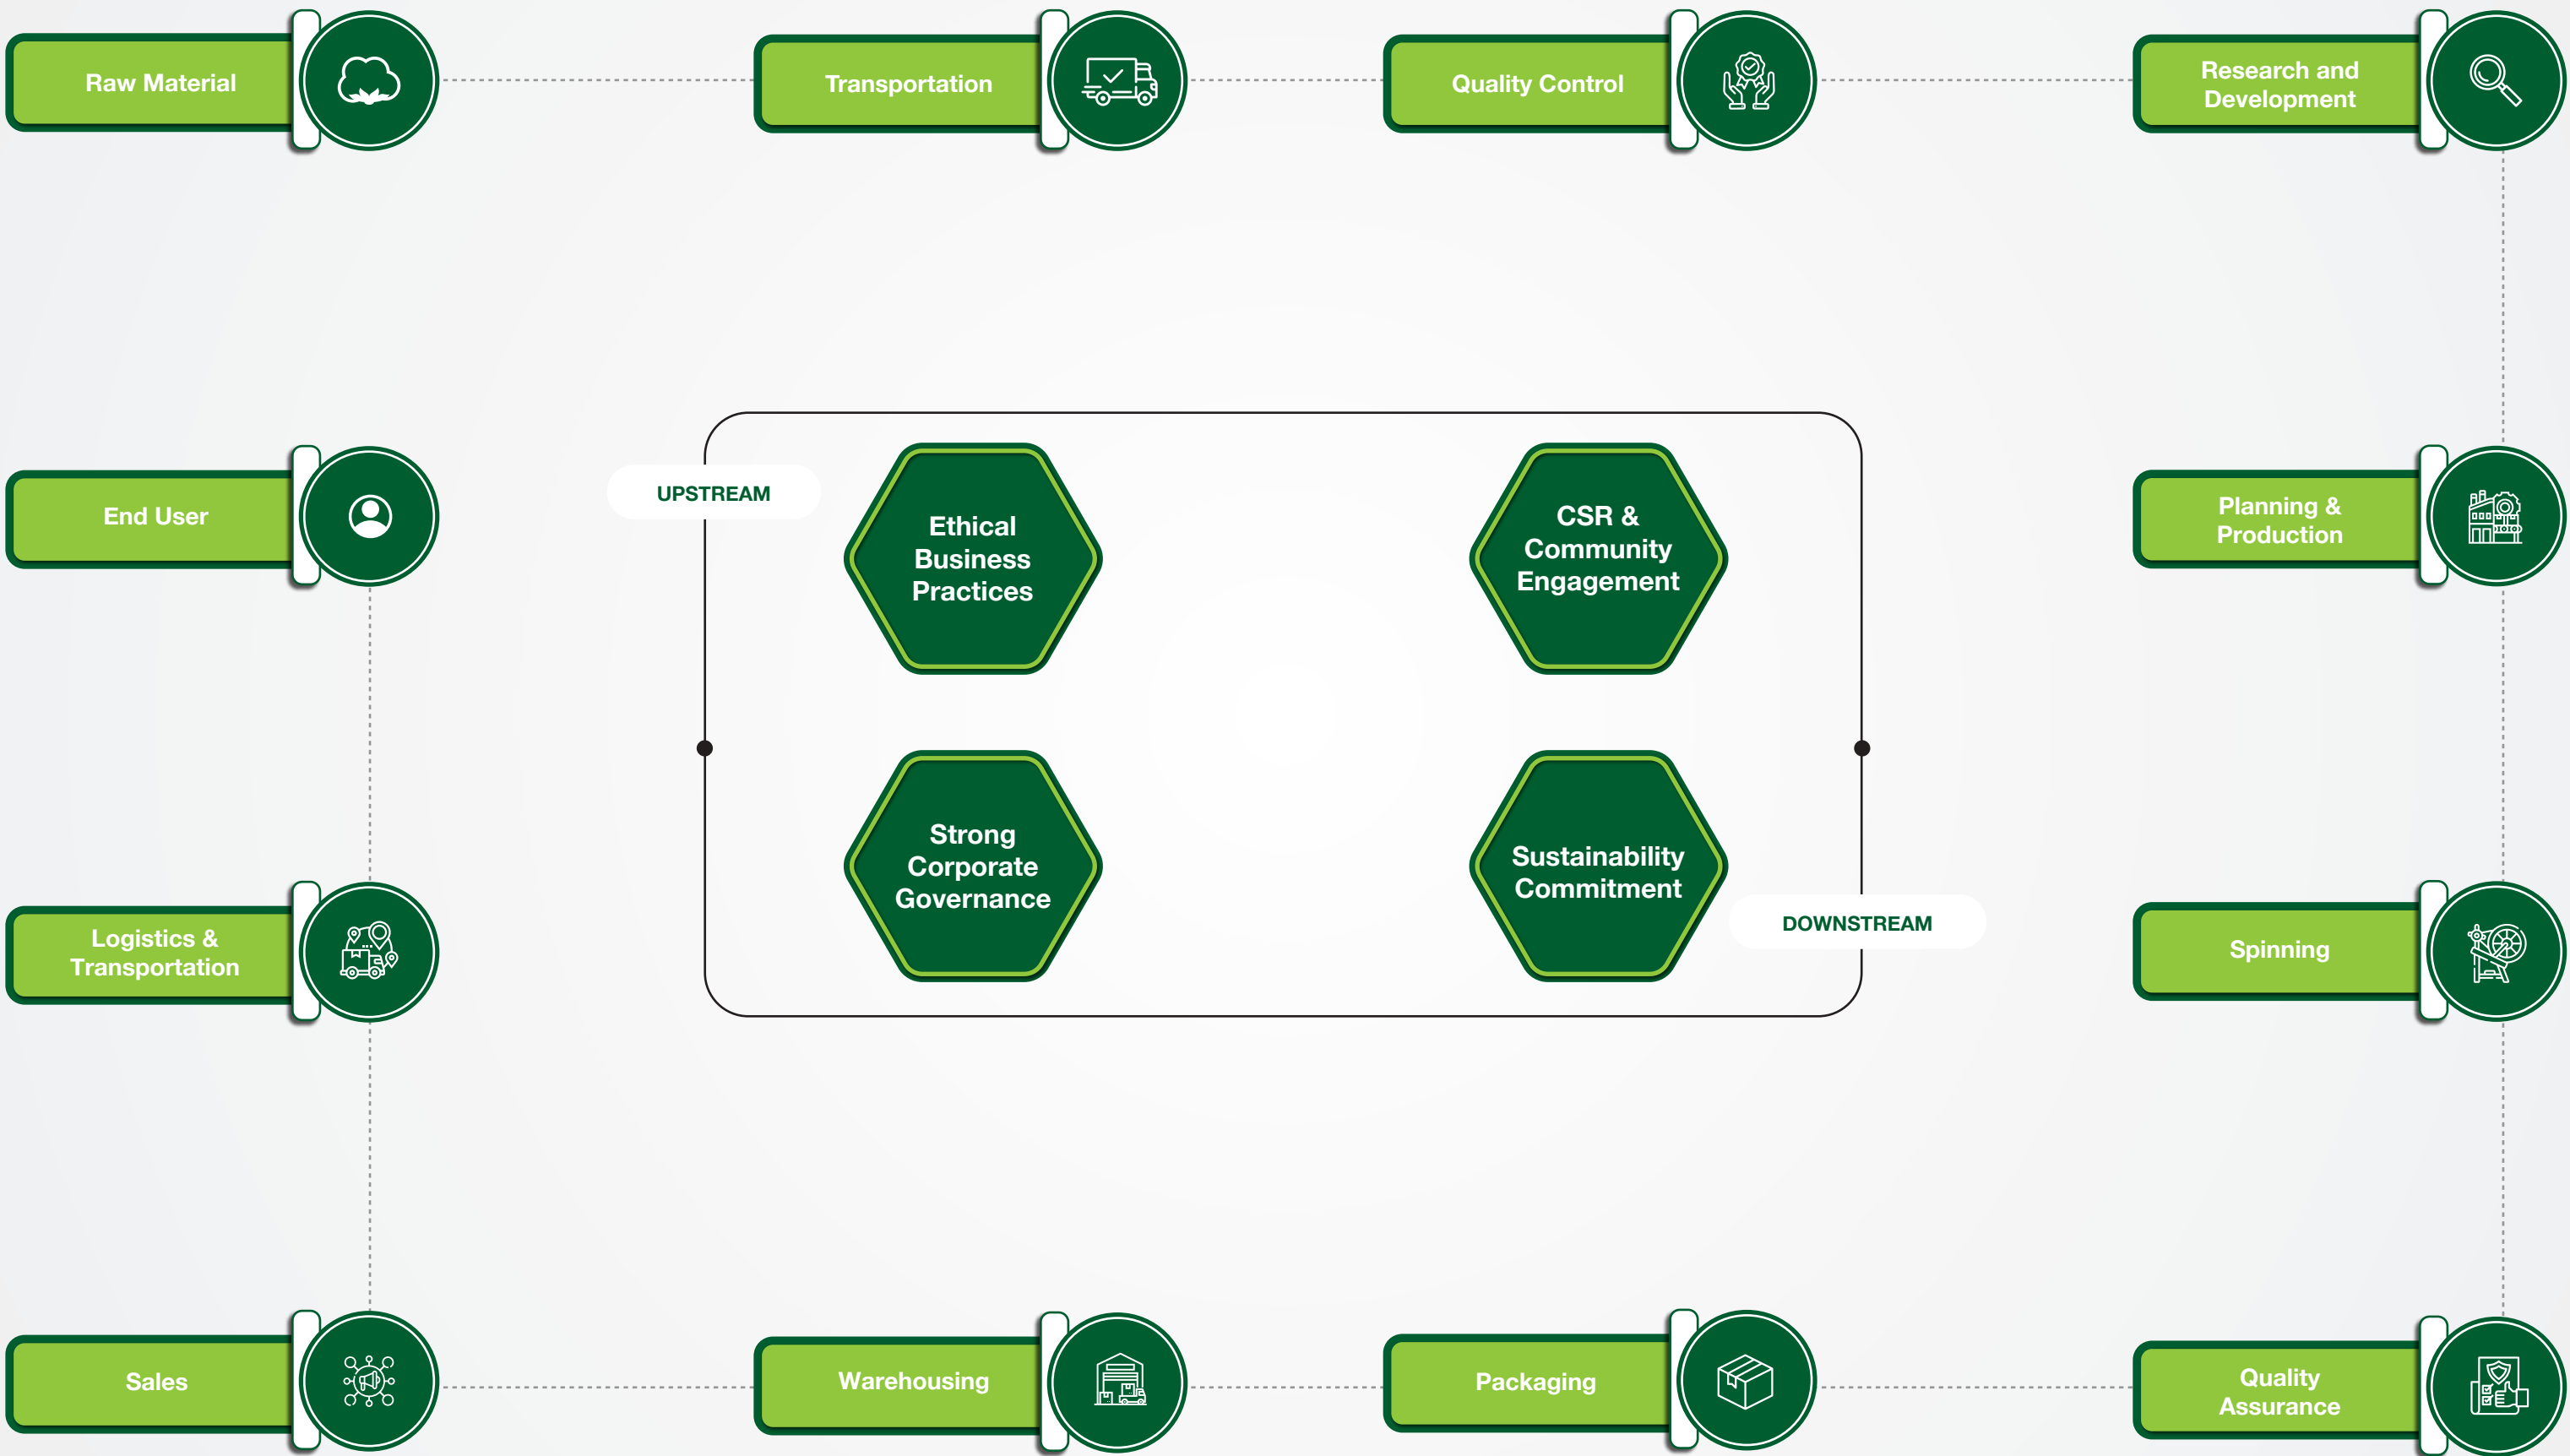 Raw Material
Transportation
Quality Control
Research and
Development
End User
UPSTREAM
Ethical
Business
Practices
CSR &
Community
Engagement
Planning &
Production
Logistics &
Transportation
Strong
Corporate
Governance
Sustainability
Commitment
DOWNSTREAM
Spinning
Sales
Warehousing
Packaging
Quality
Assurance